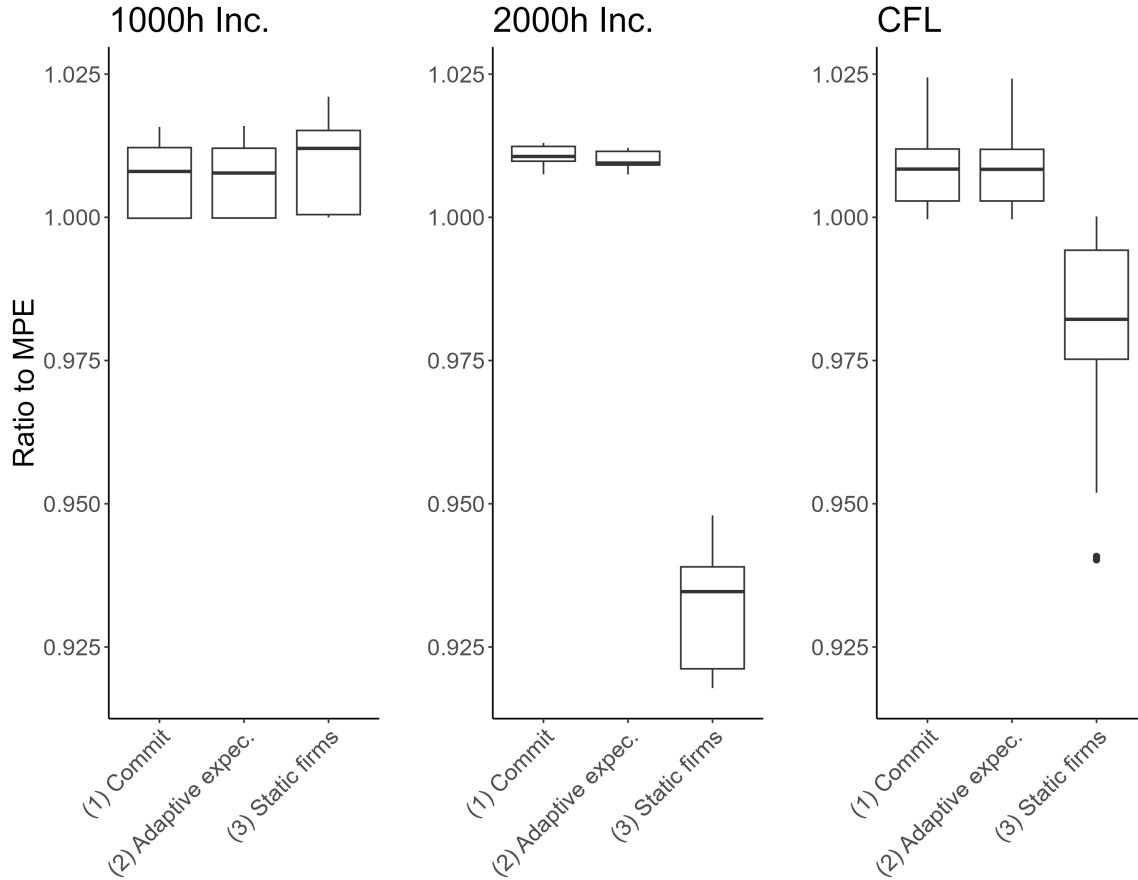 1000h Inc.
2000h Inc.
CFL
Ratio to MPE
1.025
1.000
0.975
0.950
0.925
(1) Commit
(2) Adaptive expec.
(3) Static firms
1.025
1.000
0.975
0.950
0.925
(1) Commit
(2) Adaptive expec.
(3) Static firms
1.025
1.000
0.975
0.950
0.925
(1) Commit
(2) Adaptive expec.
(3) Static firms